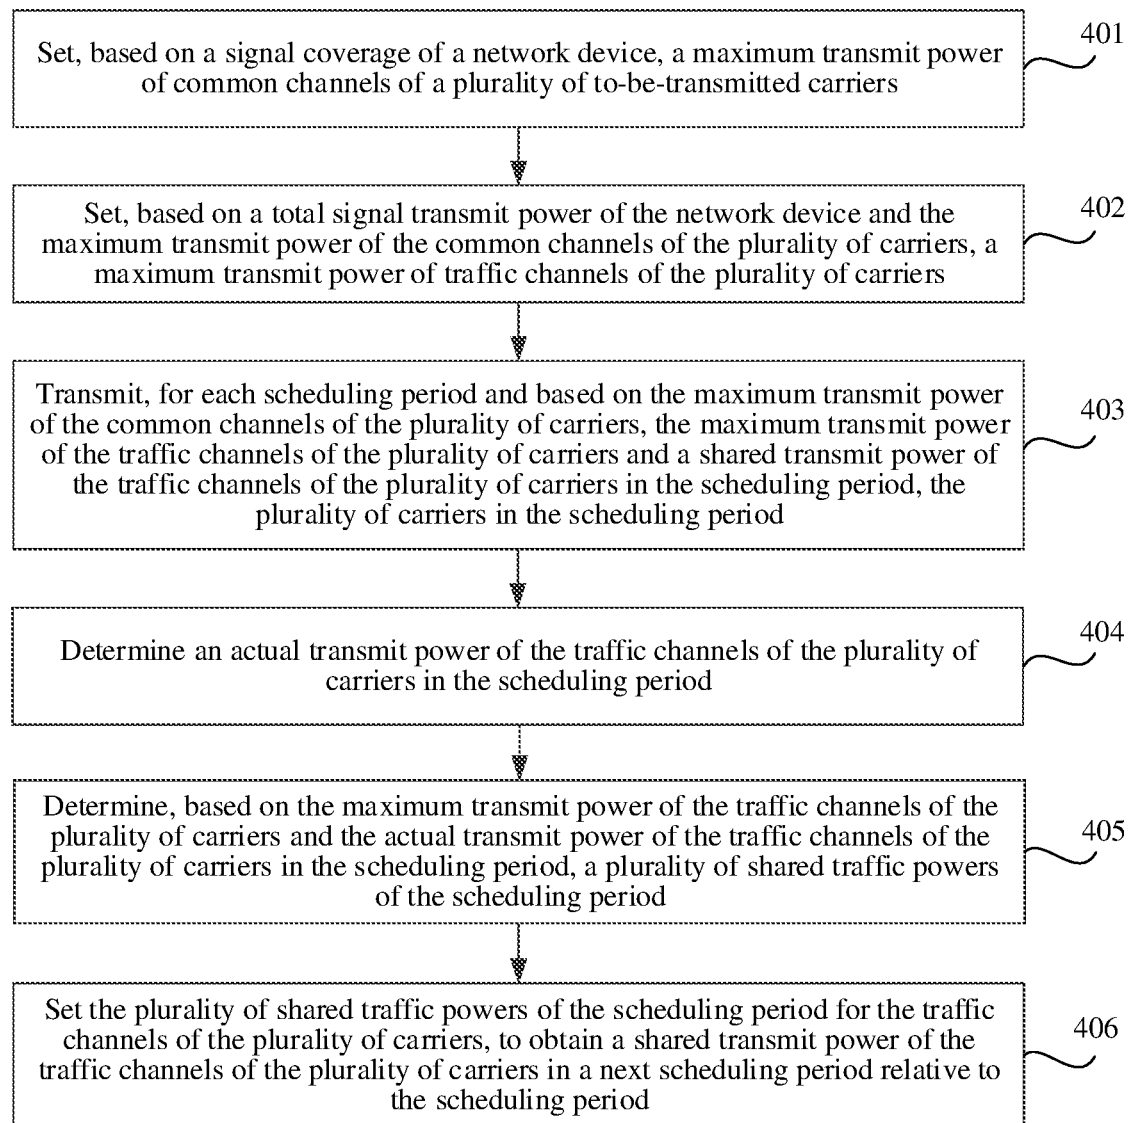 Set, based on a signal coverage of a network device, a maximum transmit power
of common channels of a plurality of to-be-transmitted carriers
401
Set, based on a total signal transmit power of the network device and the
maximum transmit power of the common channels of the plurality of carriers, a
maximum transmit power of traffic channels of the plurality of carriers
402
Transmit, for each scheduling period and based on the maximum transmit power
of the common channels of the plurality of carriers, the maximum transmit power
of the traffic channels of the plurality of carriers and a shared transmit power of
the traffic channels of the plurality of carriers in the scheduling period, the
plurality of carriers in the scheduling period
403
Determine an actual transmit power of the traffic channels of the plurality of
carriers in the scheduling period
404
Determine, based on the maximum transmit power of the traffic channels of the
plurality of carriers and the actual transmit power of the traffic channels of the
plurality of carriers in the scheduling period, a plurality of shared traffic powers
of the scheduling period
405
Set the plurality of shared traffic powers of the scheduling period for the traffic
channels of the plurality of carriers, to obtain a shared transmit power of the
traffic channels of the plurality of carriers in a next scheduling period relative to
the scheduling period
406